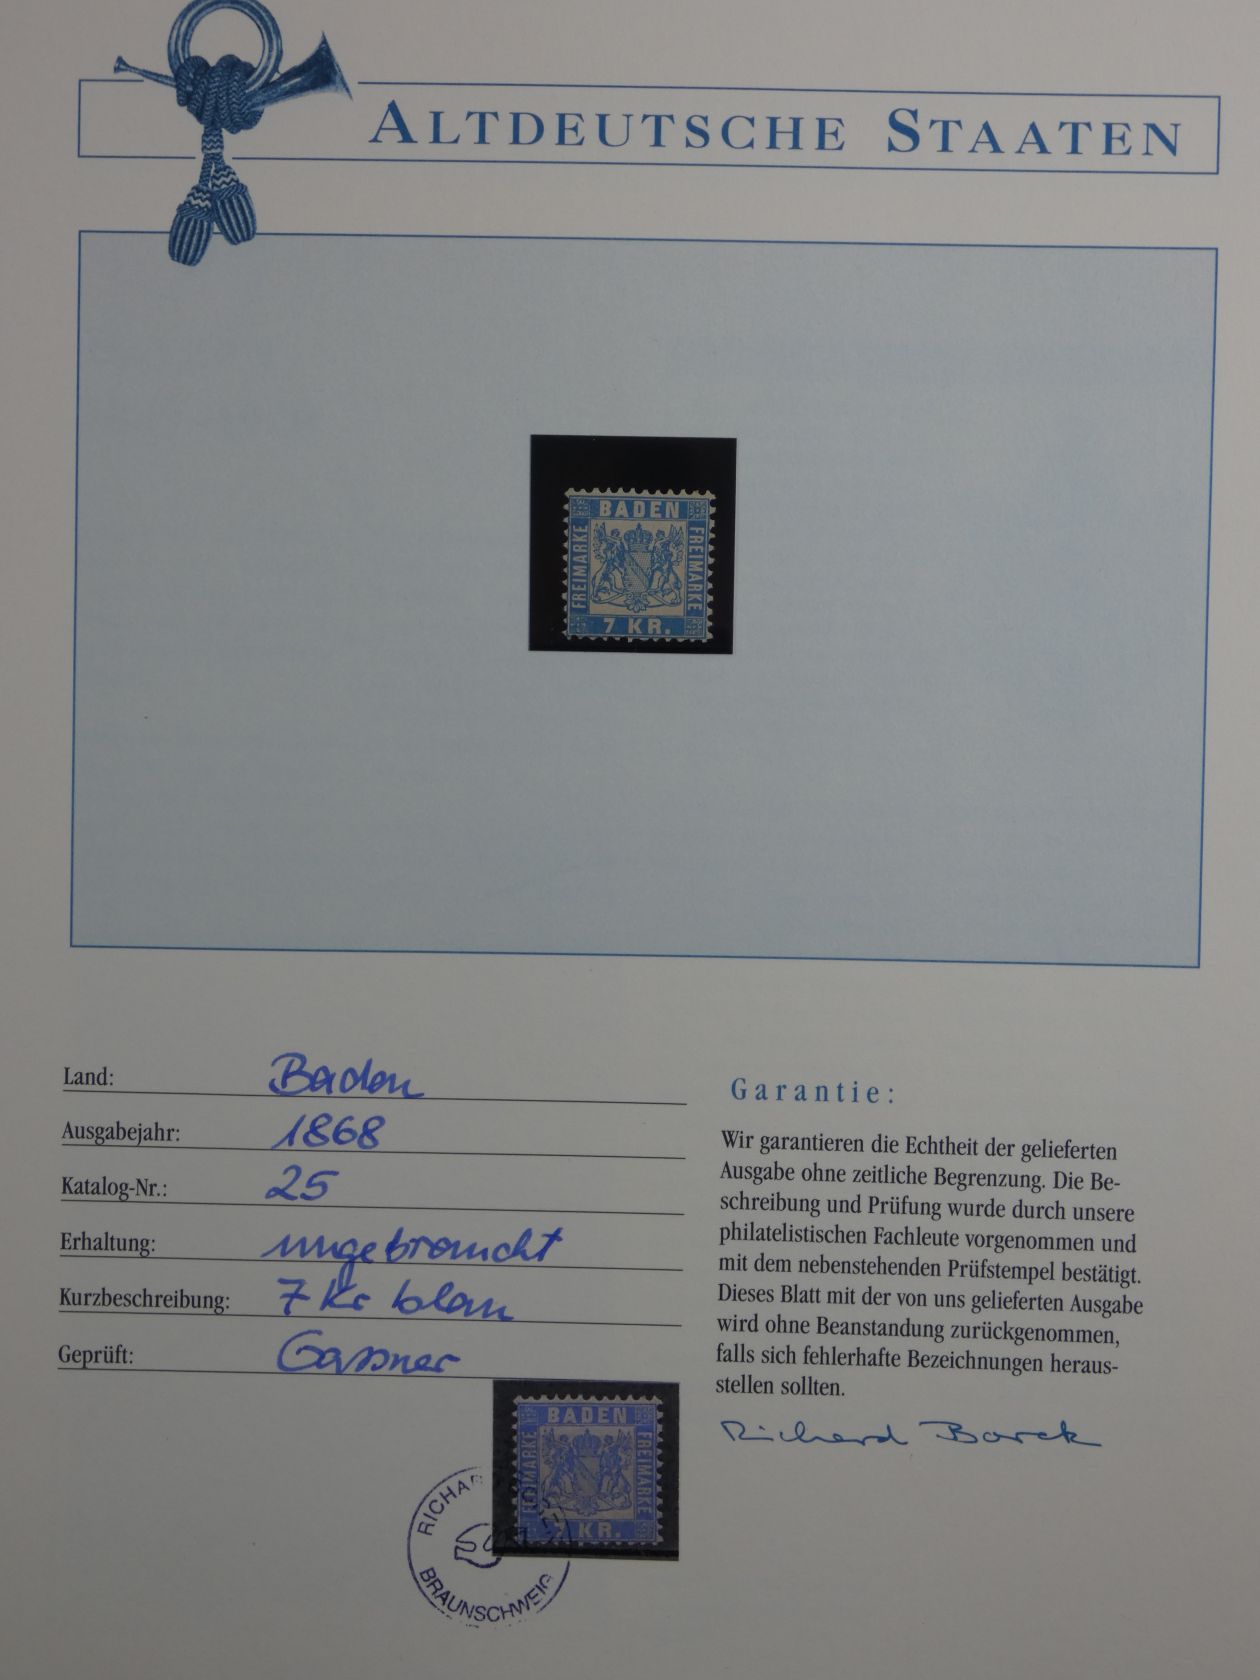 ALTDEUTSCHE STAATEN
BADEN
FREIMARKE
FREIMARKE
7 KR.
Land: Baden
Ausgabejahr: 1868
Katalog-Nr.: 25
Erhaltung: ungebraucht
Kurzbeschreibung: 7 Kr blau
Geprüft: Gassner
Garantie:
Wir garantieren die Echtheit der gelieferten
Ausgabe ohne zeitliche Begrenzung. Die Be-
schreibung und Prüfung wurde durch unsere
philatelistischen Fachleute vorgenommen und
mit dem nebenstehenden Prüfstempel bestätigt.
Dieses Blatt mit der von uns gelieferten Ausgabe
wird ohne Beanstandung zurückgenommen,
falls sich fehlerhafte Bezeichnungen heraus-
stellen sollten.
Richard Borek
BADEN
FREIMARKE
FREIMARKE
7 KR.
BRAUNSCHWEIG